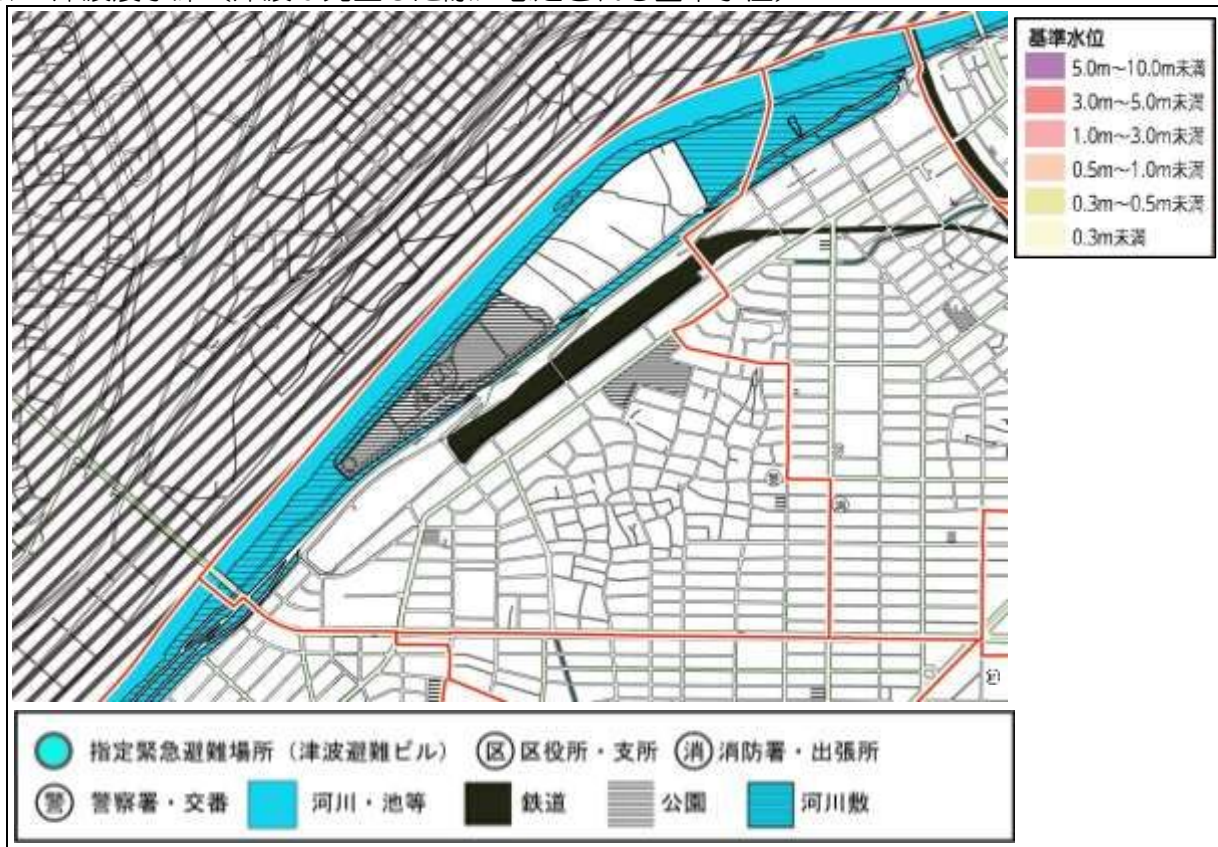 基準水位
5.0m~10.0m未満
3.0m~5.0m未満
1.0m~3.0m未満
0.5m~1.0m未満
0.3m~0.5m未満
0.3m未満
警
消
指定緊急避難場所(津波避難ビル)
区 区役所・支所
消 消防署・出張所
警 警察署・交番
河川・池等
鉄道
公園
河川敷